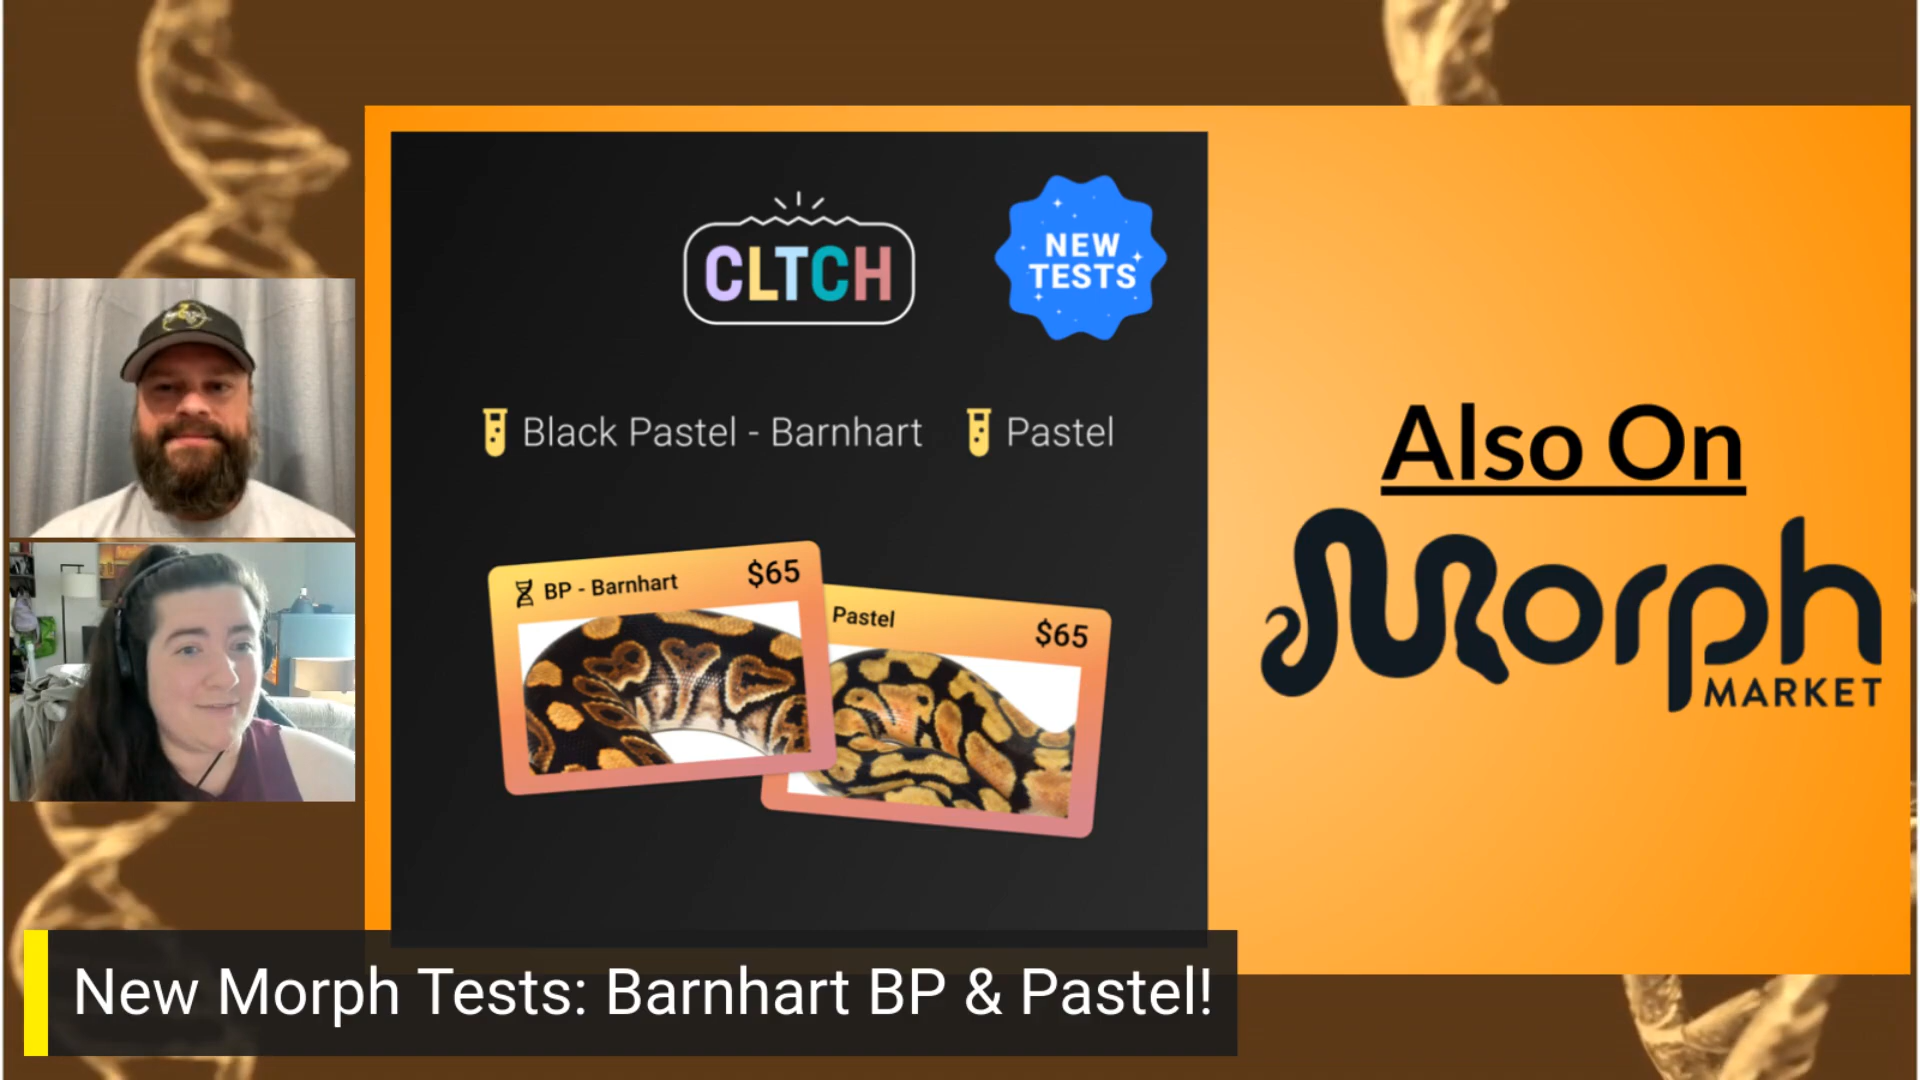 CLTCH
NEW
TESTS
Black Pastel - Barnhart
Pastel
BP - Barnhart
$65
Pastel
$65
Also On
Morph
MARKET
New Morph Tests: Barnhart BP & Pastel!